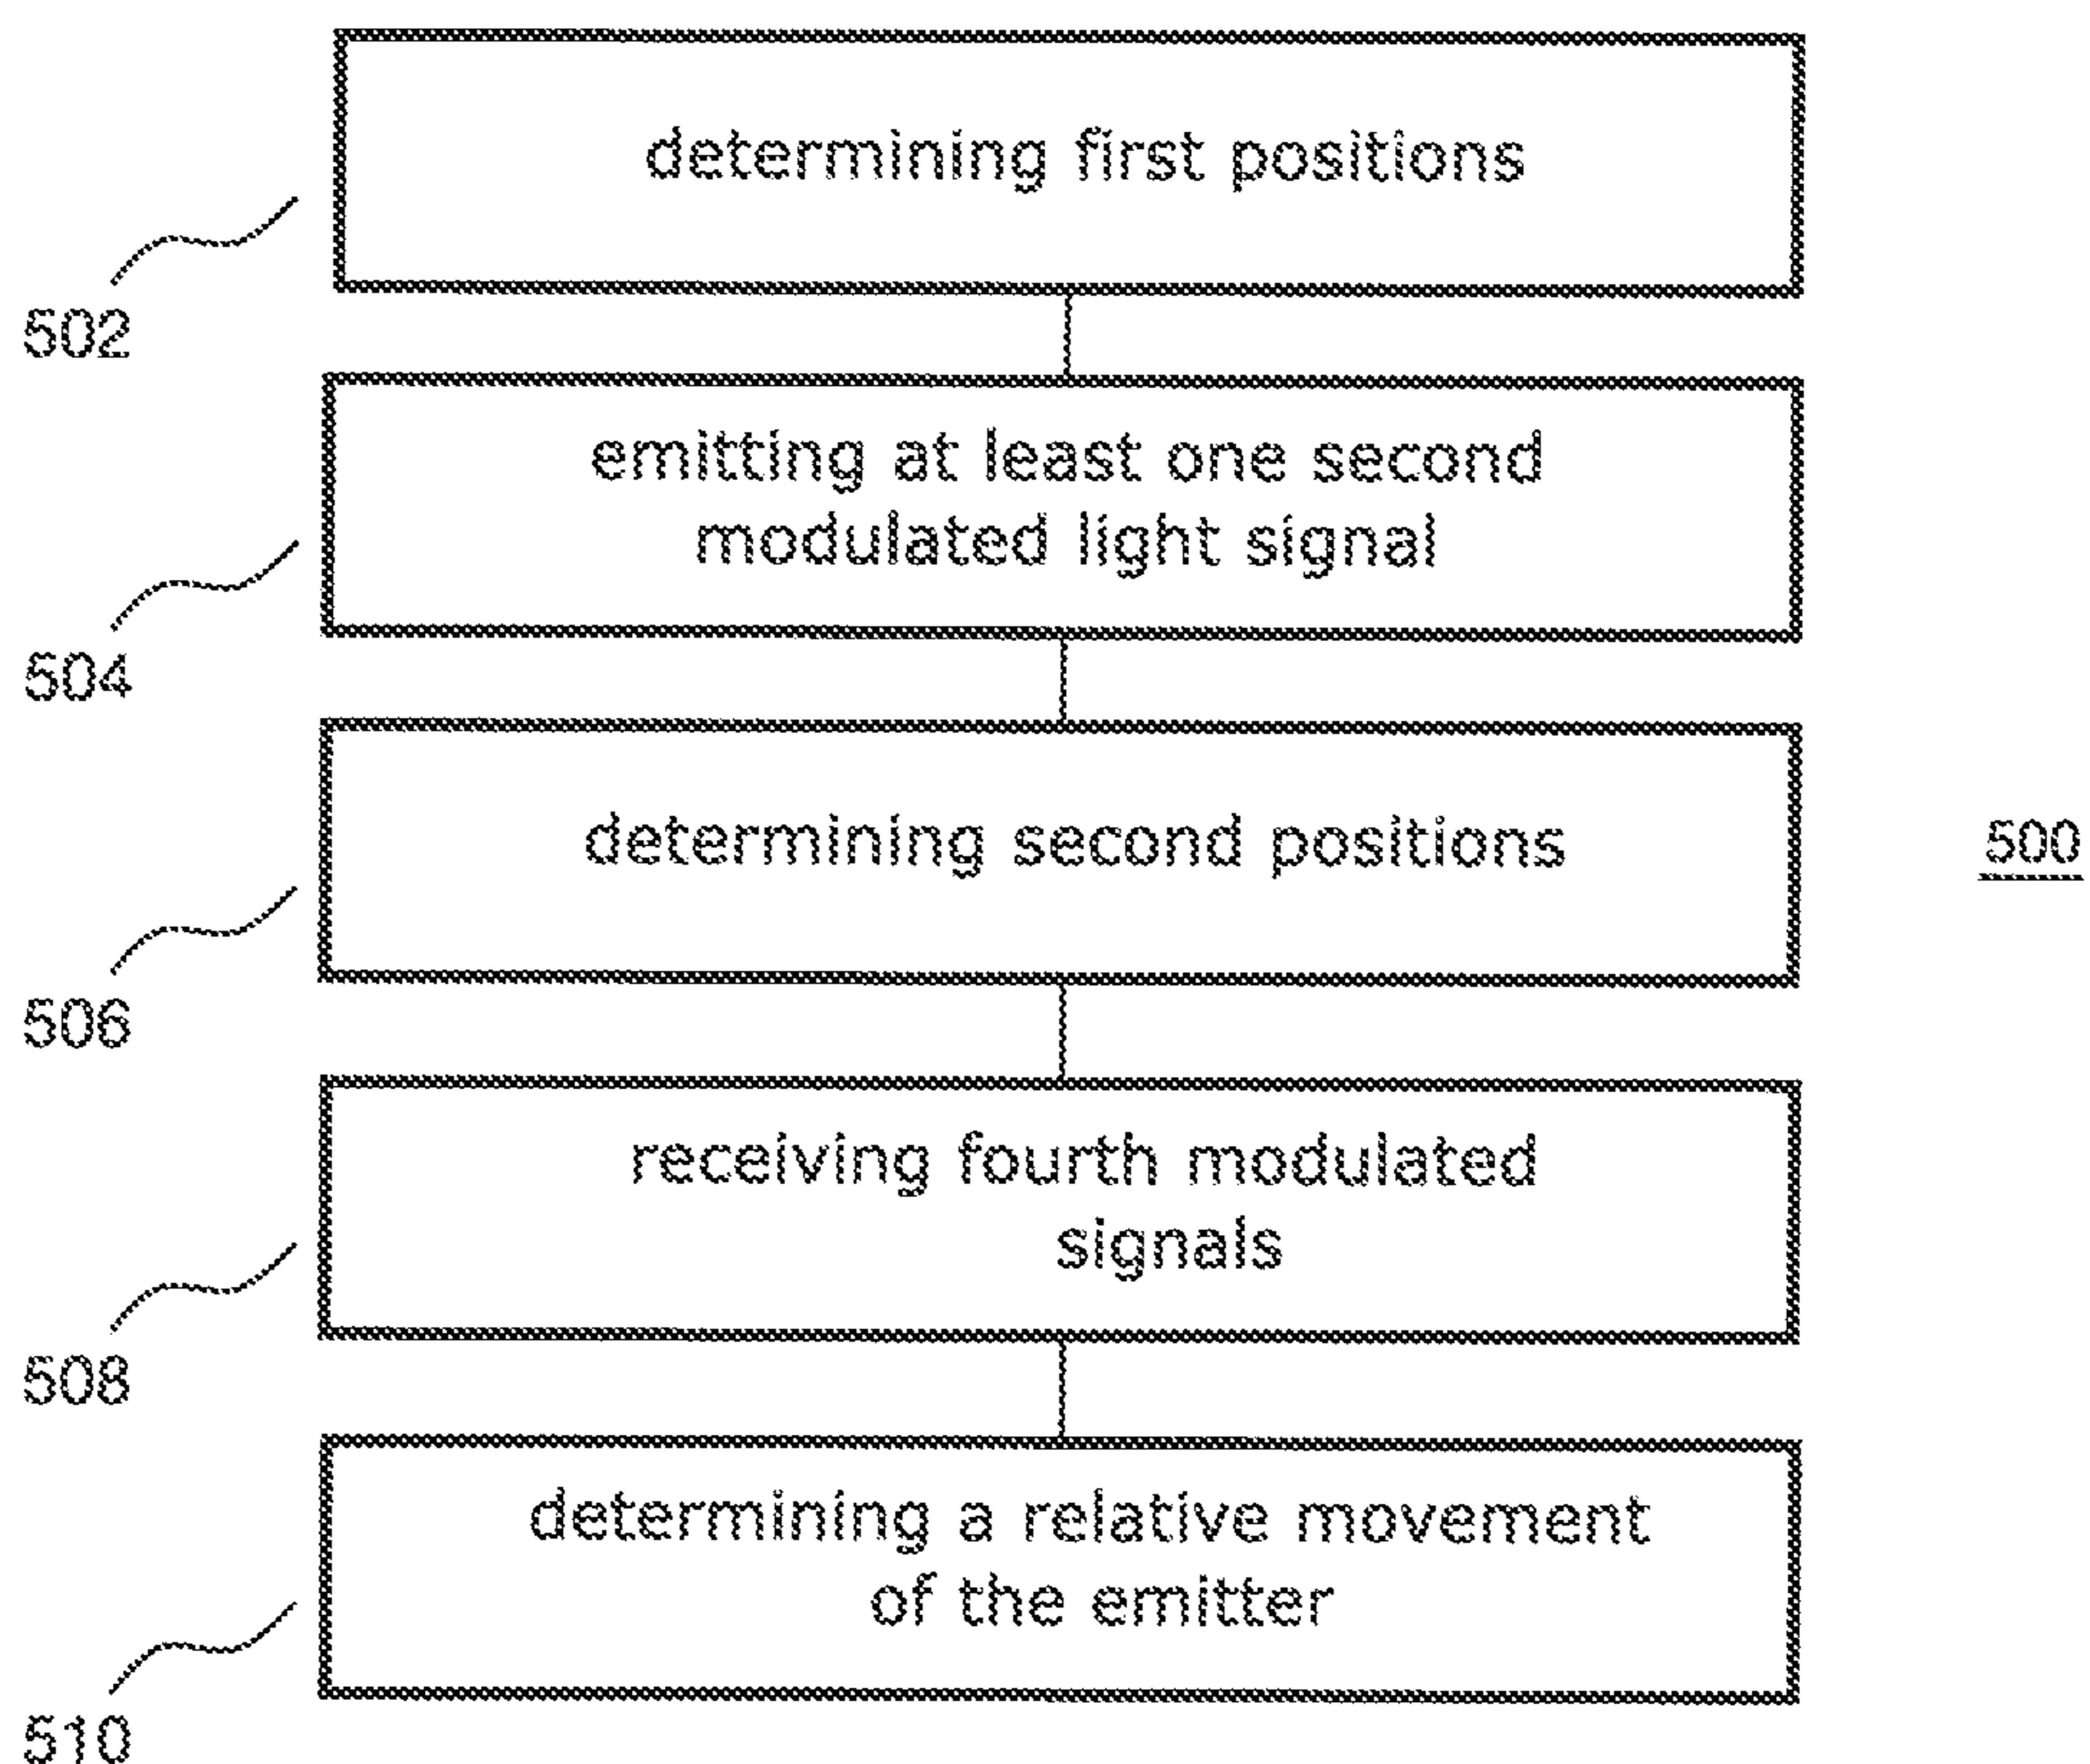 determining first positions
502
emitting at least one second
modulated light signal
504
determining second positions
500
506
receiving fourth modulated
signals
508
determining a relative movement
of the emitter
510